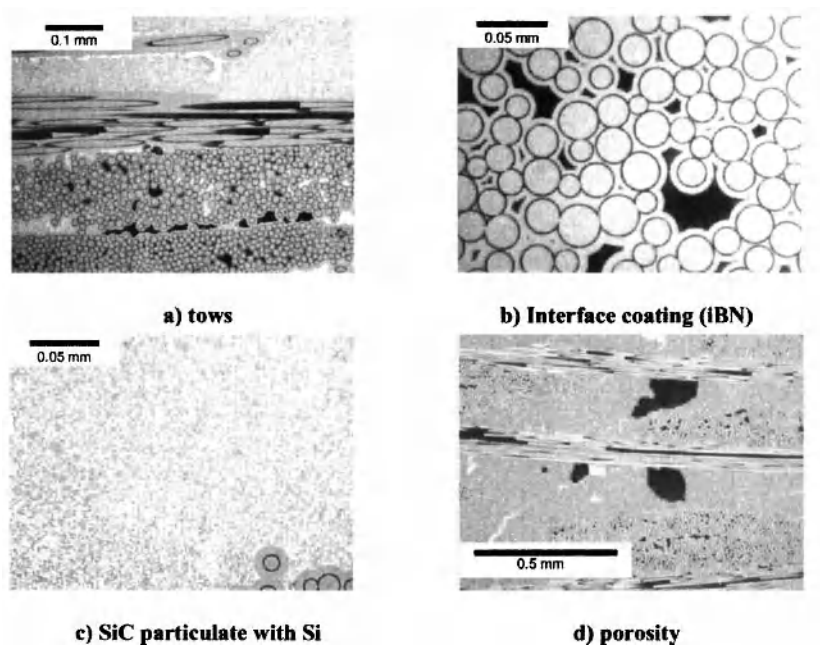 0.1 mm
0.05 mm
a) tows
b) Interface coating (iBN)
0.05 mm
0.5 mm
c) SiC particulate with Si
d) porosity